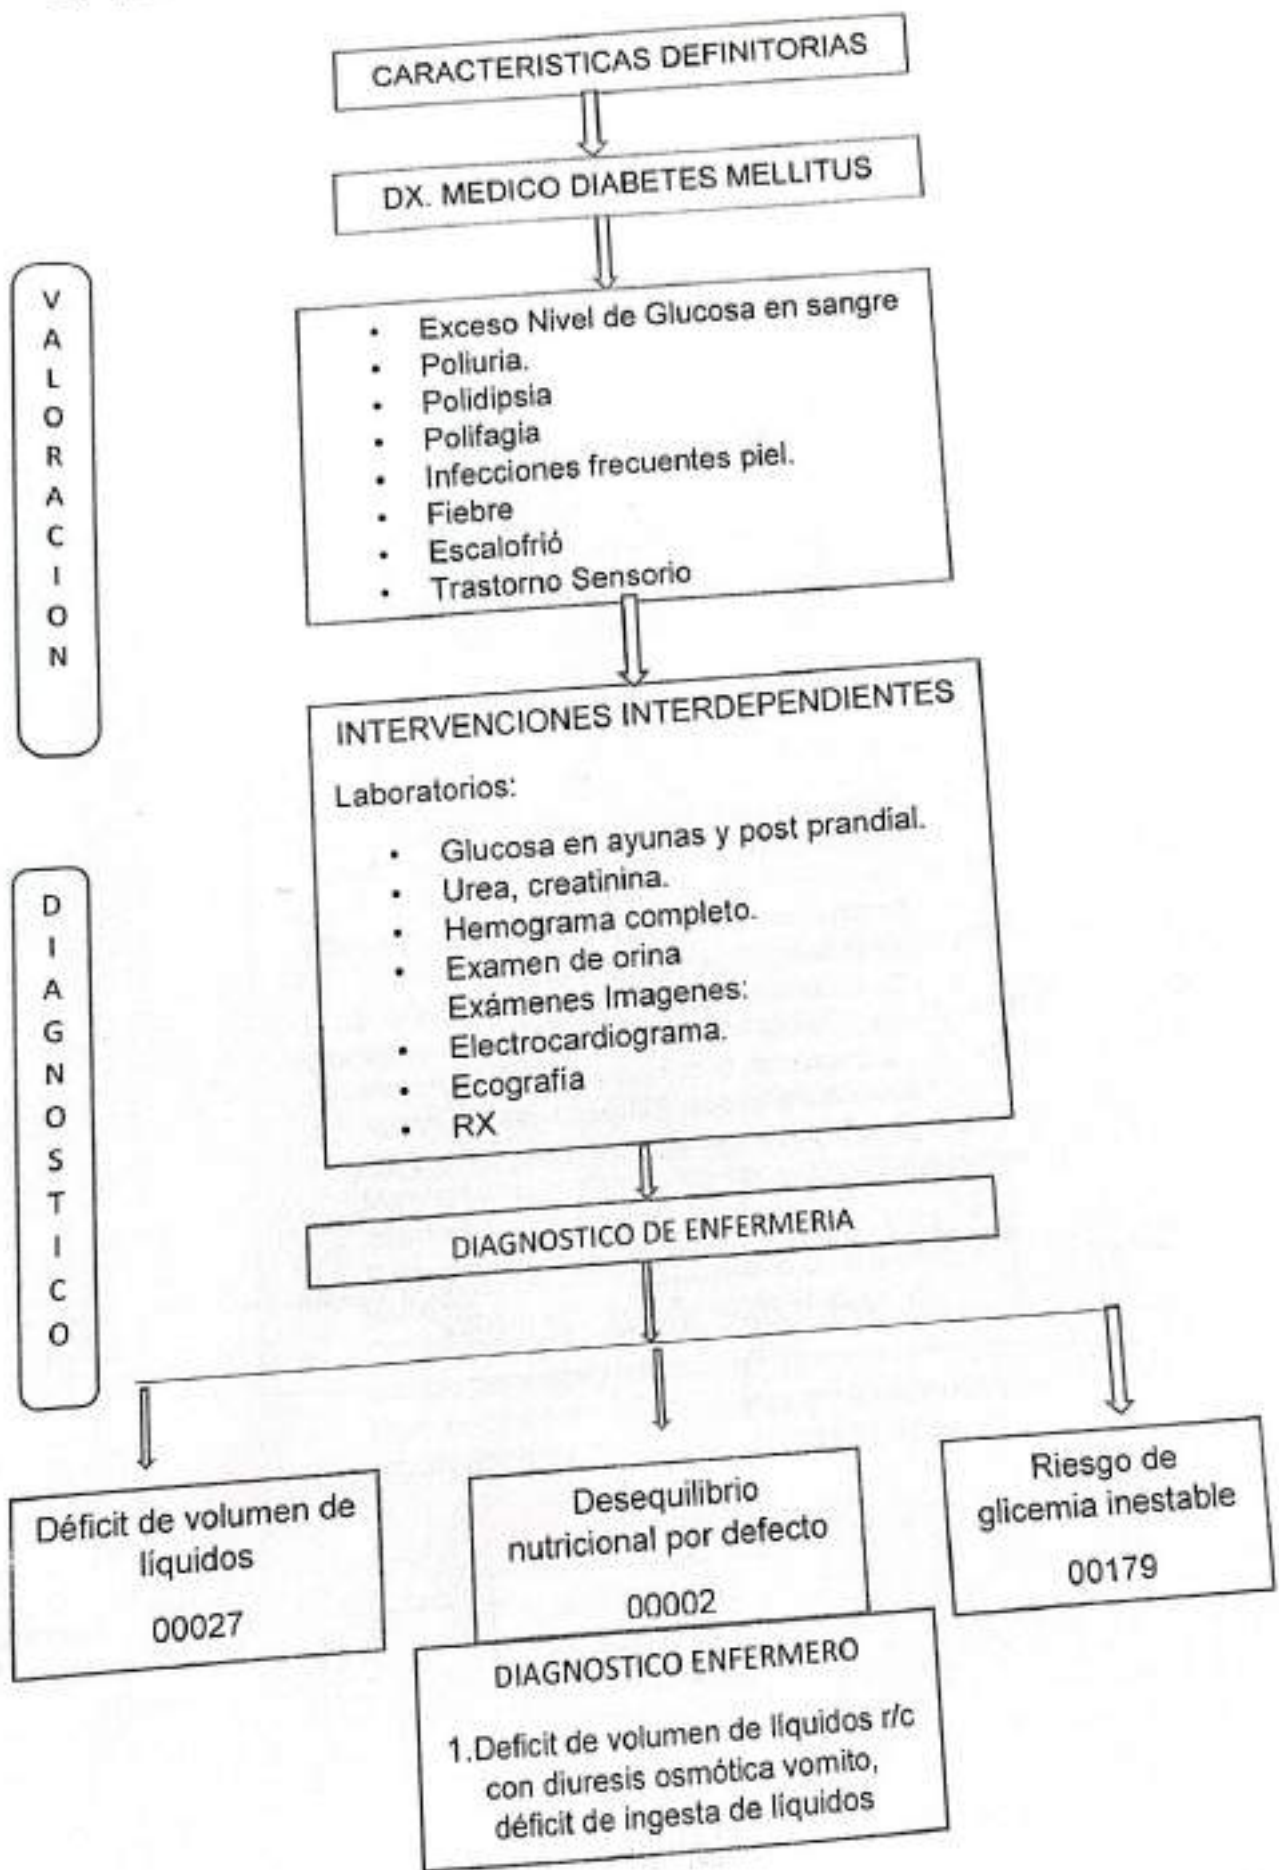 CARACTERISTICAS DEFINITORIAS
DX. MEDICO DIABETES MELLITUS
VALORACION
• Exceso Nivel de Glucosa en sangre
• Poliuria.
• Polidipsia
• Polifagia
• Infecciones frecuentes piel.
• Fiebre
• Escalofrió
• Trastorno Sensorio
INTERVENCIONES INTERDEPENDIENTES
Laboratorios:
• Glucosa en ayunas y post prandial.
• Urea, creatinina.
• Hemograma completo.
• Examen de orina
Exámenes Imagenes:
• Electrocardiograma.
• Ecografía
• RX
DIAGNOSTICO
DIAGNOSTICO DE ENFERMERIA
Déficit de volumen de
líquidos
00027
Desequilibrio
nutricional por defecto
00002
Riesgo de
glicemia inestable
00179
DIAGNOSTICO ENFERMERO
1.Deficit de volumen de líquidos r/c
con diuresis osmótica vomito,
déficit de ingesta de líquidos